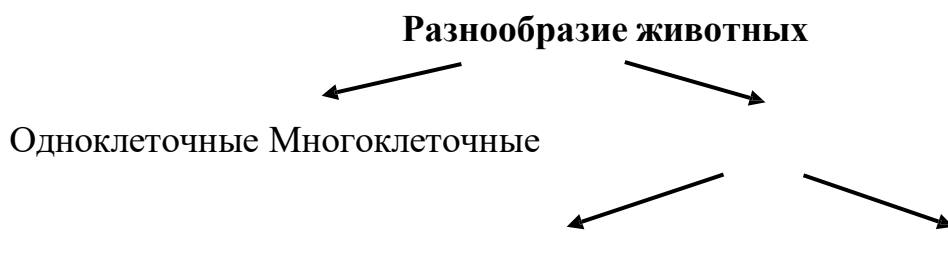 Разнообразие животных
Одноклеточные Многоклеточные